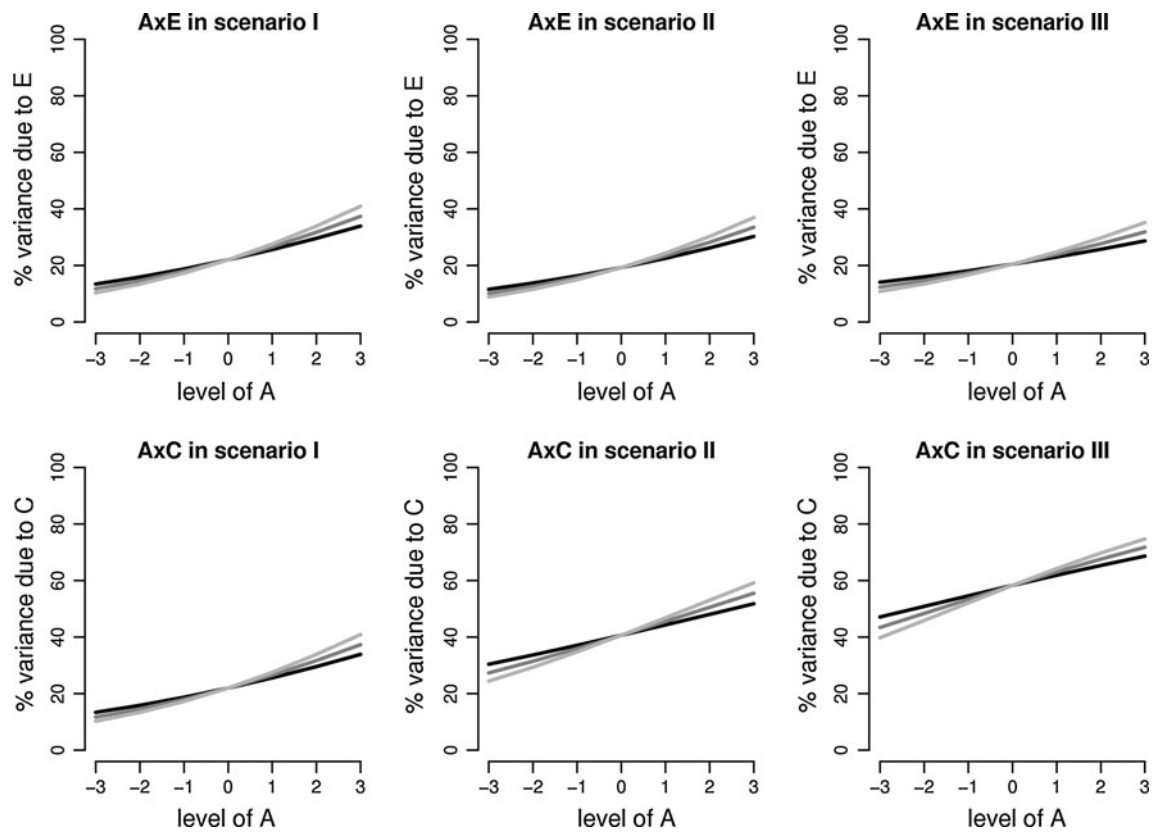 AxE in scenario I
% variance due to E
100
80
60
40
20
0
−3 −2 −1 0 1 2 3
level of A
AxE in scenario II
% variance due to E
100
80
60
40
20
0
−3 −2 −1 0 1 2 3
level of A
AxE in scenario III
% variance due to E
100
80
60
40
20
0
−3 −2 −1 0 1 2 3
level of A
AxC in scenario I
% variance due to C
100
80
60
40
20
0
−3 −2 −1 0 1 2 3
level of A
AxC in scenario II
% variance due to C
100
80
60
40
20
0
−3 −2 −1 0 1 2 3
level of A
AxC in scenario III
% variance due to C
100
80
60
40
20
0
−3 −2 −1 0 1 2 3
level of A